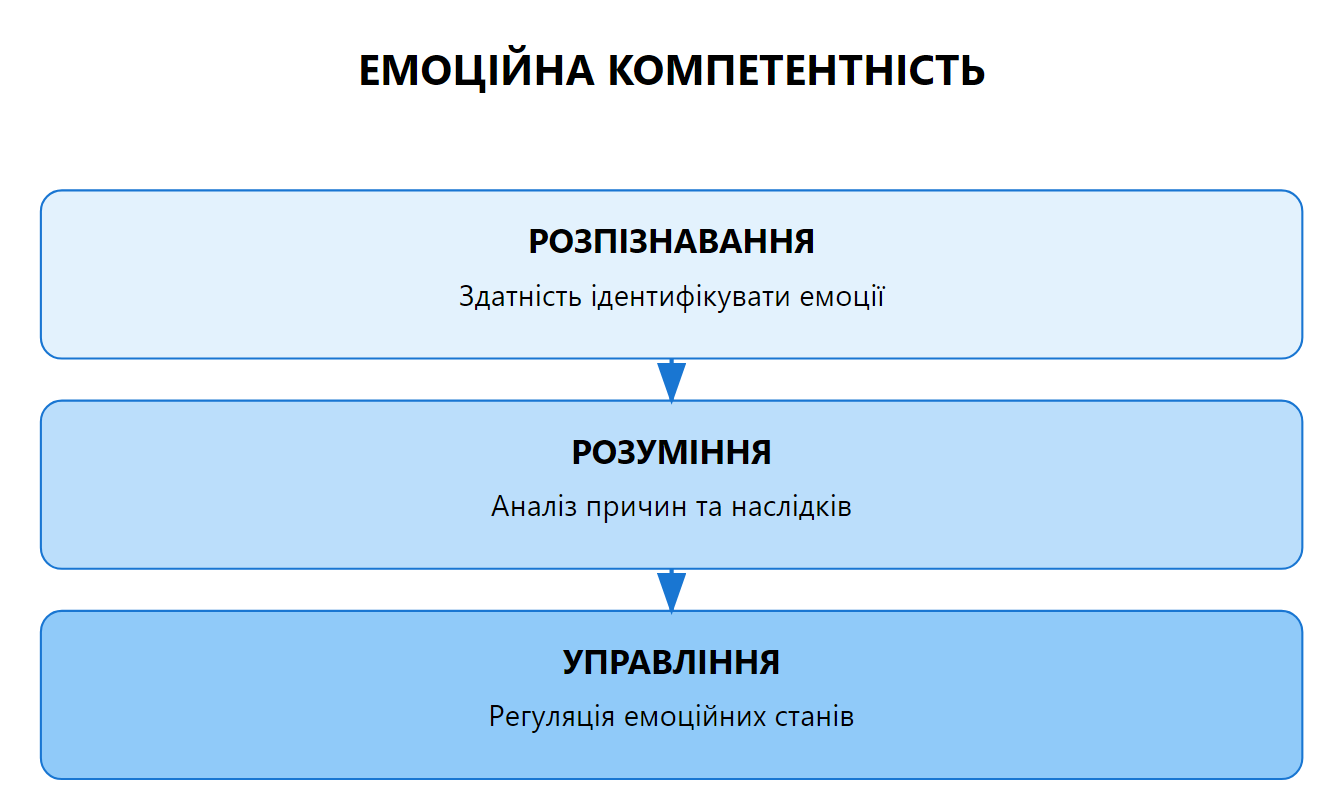 ЕМОЦІЙНА КОМПЕТЕНТНІСТЬ
РОЗПІЗНАВАННЯ
Здатність ідентифікувати емоції
РОЗУМІННЯ
Аналіз причин та наслідків
УПРАВЛІННЯ
Регуляція емоційних станів